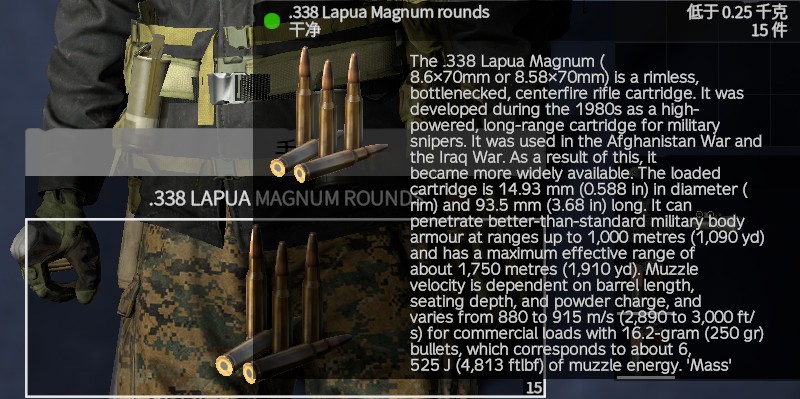 .338 Lapua Magnum rounds
低于 0.25 千克
干净
15 件
The .338 Lapua Magnum (
8.6×70mm or 8.58×70mm) is a rimless,
bottlenecked, centerfire rifle cartridge. It was
developed during the 1980s as a high-
powered, long-range cartridge for military
snipers. It was used in the Afghanistan War and
the Iraq War. As a result of this, it
became more widely available. The loaded
cartridge is 14.93 mm (0.588 in) in diameter (
rim) and 93.5 mm (3.68 in) long. It can
penetrate better-than-standard military body
armour at ranges up to 1,000 metres (1,090 yd)
and has a maximum effective range of
about 1,750 metres (1,910 yd). Muzzle
velocity is dependent on barrel length,
seating depth, and powder charge, and
varies from 880 to 915 m/s (2,890 to 3,000 ft/
s) for commercial loads with 16.2-gram (250 gr)
bullets, which corresponds to about 6,
525 J (4,813 ftlbf) of muzzle energy. 'Mass'
.338 LAPUA MAGNUM ROUND
15